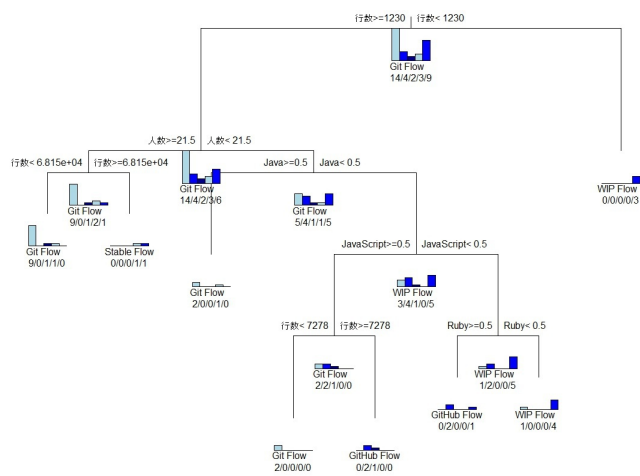 行数>=1230 行数< 1230
Git Flow
14/4/2/3/9
人数>=21.5 人数< 21.5
行数< 6.815e+04 行数>=6.815e+04
Java>=0.5 Java< 0.5
Git Flow
14/4/2/3/6
WIP Flow
0/0/0/0/3
Git Flow
9/0/1/2/1
Git Flow
5/4/1/1/5
Git Flow
9/0/1/1/0
Stable Flow
0/0/0/1/1
JavaScript>=0.5 JavaScript< 0.5
Git Flow
2/0/0/1/0
WIP Flow
3/4/1/0/5
行数< 7278 行数>=7278
Ruby>=0.5 Ruby< 0.5
Git Flow
2/2/1/0/0
WIP Flow
1/2/0/0/5
GitHub Flow
0/2/0/0/1
WIP Flow
1/0/0/0/4
Git Flow
2/0/0/0/0
GitHub Flow
0/2/1/0/0